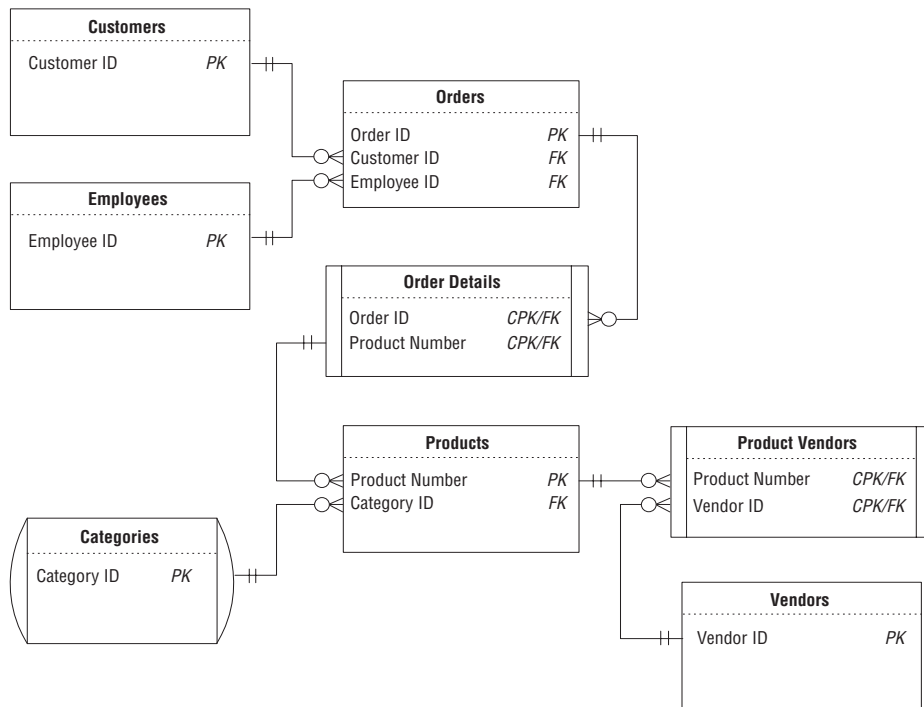 Customers
Customer ID PK
Orders
Order ID PK
Customer ID FK
Employee ID FK
Employees
Employee ID PK
Order Details
Order ID CPK/FK
Product Number CPK/FK
Products
Product Number PK
Category ID FK
Product Vendors
Product Number CPK/FK
Vendor ID CPK/FK
Categories
Category ID PK
Vendors
Vendor ID PK